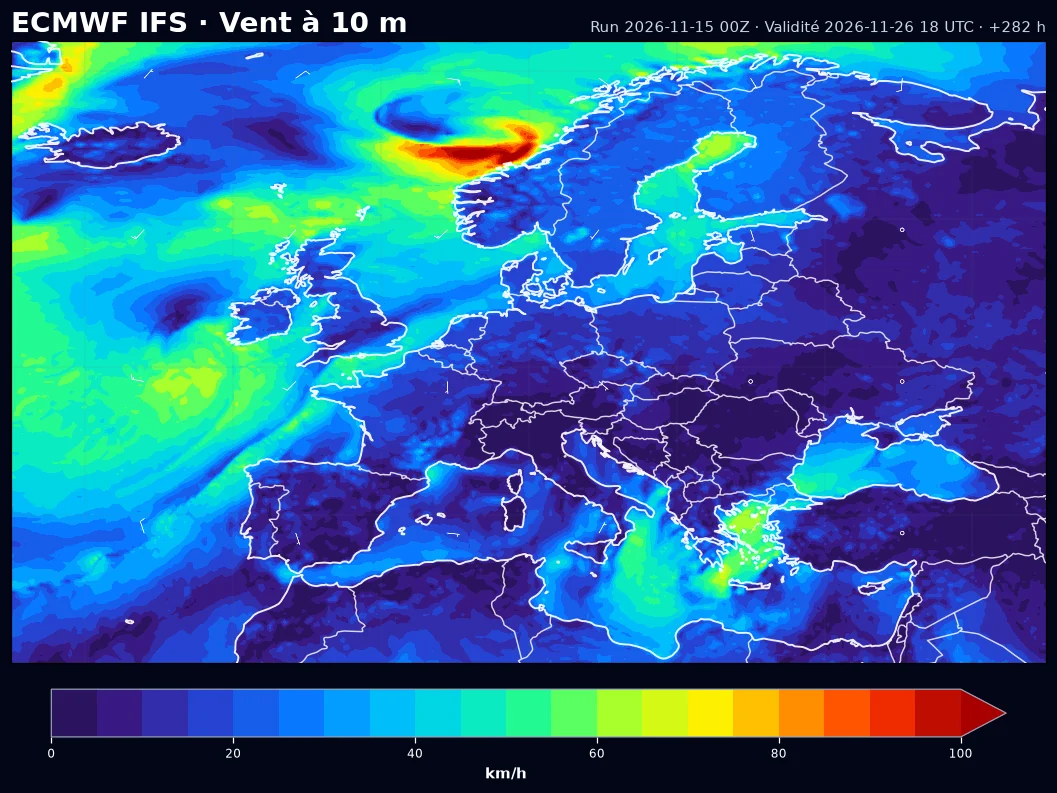 ECMWF IFS · Vent à 10 m
Run 2026-11-15 00Z · Validité 2026-11-26 18 UTC · +282 h
0 20 40 60 80 100
km/h